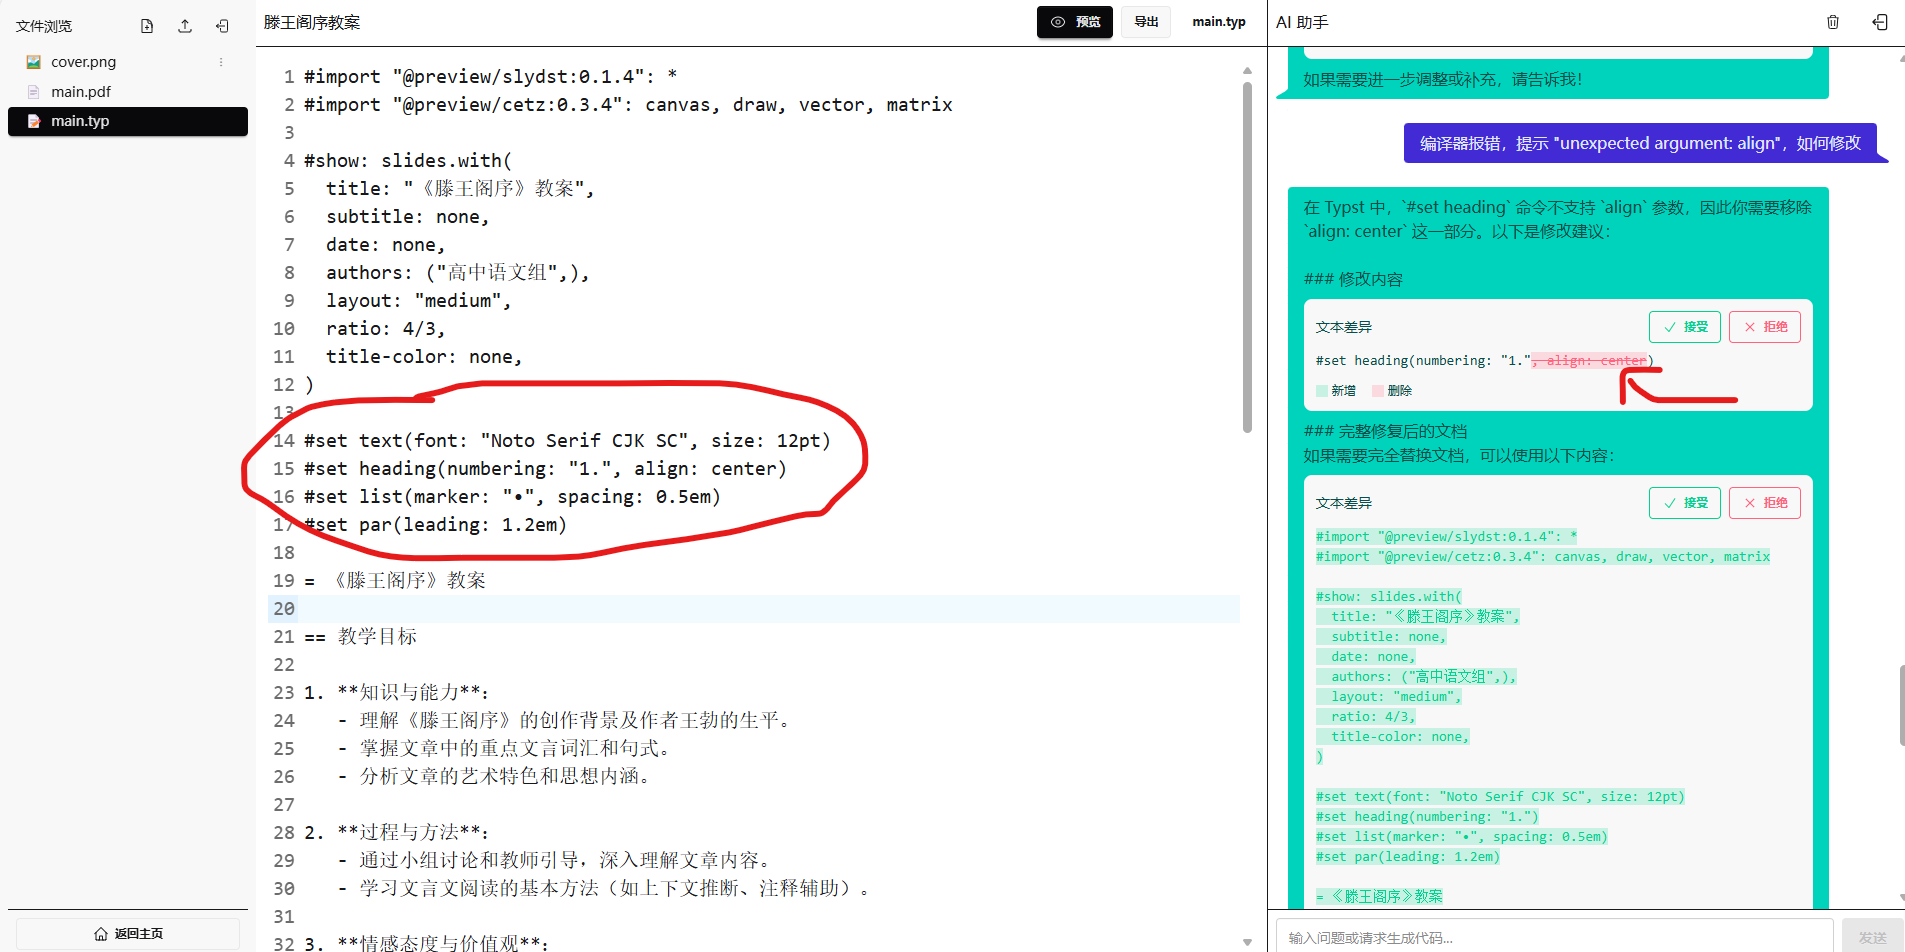 文件浏览
cover.png
main.pdf
main.typ
返回主页
滕王阁序教案
预览
导出
main.typ
1 #import "@preview/slydst:0.1.4": *
2 #import "@preview/cetz:0.3.4": canvas, draw, vector, matrix
3
4 #show: slides.with(
5 title: "《滕王阁序》教案",
6 subtitle: none,
7 date: none,
8 authors: ("高中语文组",),
9 layout: "medium",
10 ratio: 4/3,
11 title-color: none,
12 )
13
14 #set text(font: "Noto Serif CJK SC", size: 12pt)
15 #set heading(numbering: "1.", align: center)
16 #set list(marker: "•", spacing: 0.5em)
17 #set par(leading: 1.2em)
18
19 = 《滕王阁序》教案
20
21 == 教学目标
22
23 1. **知识与能力**：
24 - 理解《滕王阁序》的创作背景及作者王勃的生平。
25 - 掌握文章中的重点文言词汇和句式。
26 - 分析文章的艺术特色和思想内涵。
27
28 2. **过程与方法**：
29 - 通过小组讨论和教师引导，深入理解文章内容。
30 - 学习文言文阅读的基本方法（如上下文推断、注释辅助）。
31
32 3. **情感态度与价值观**：
AI 助手
如果需要进一步调整或补充，请告诉我！
编译器报错，提示 "unexpected argument: align"，如何修改
在 Typst 中，`#set heading` 命令不支持 `align` 参数，因此你需要移除
`align: center` 这一部分。以下是修改建议：
### 修改内容
文本差异
接受
拒绝
#set heading(numbering: "1.", align: center)
新增
删除
### 完整修复后的文档
如果需要完全替换文档，可以使用以下内容：
文本差异
接受
拒绝
#import "@preview/slydst:0.1.4": *
#import "@preview/cetz:0.3.4": canvas, draw, vector, matrix
#show: slides.with(
title: "《滕王阁序》教案",
subtitle: none,
date: none,
authors: ("高中语文组",),
layout: "medium",
ratio: 4/3,
title-color: none,
)
#set text(font: "Noto Serif CJK SC", size: 12pt)
#set heading(numbering: "1.")
#set list(marker: "•", spacing: 0.5em)
#set par(leading: 1.2em)
= 《滕王阁序》教案
输入问题或请求生成代码...
发送